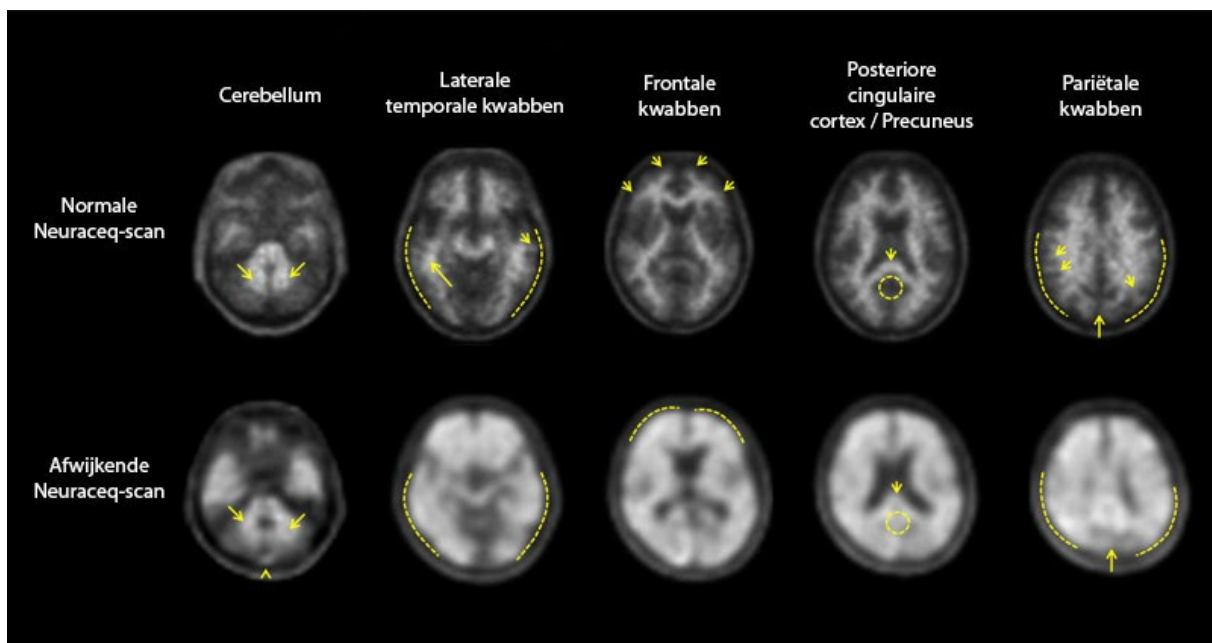 Cerebellum
Laterale
temporale kwabben
Frontale
kwabben
Posteriore
cingulaire
cortex / Precuneus
Pariëtale
kwabben
Normale
Neuraceq-scan
Afwijkende
Neuraceq-scan